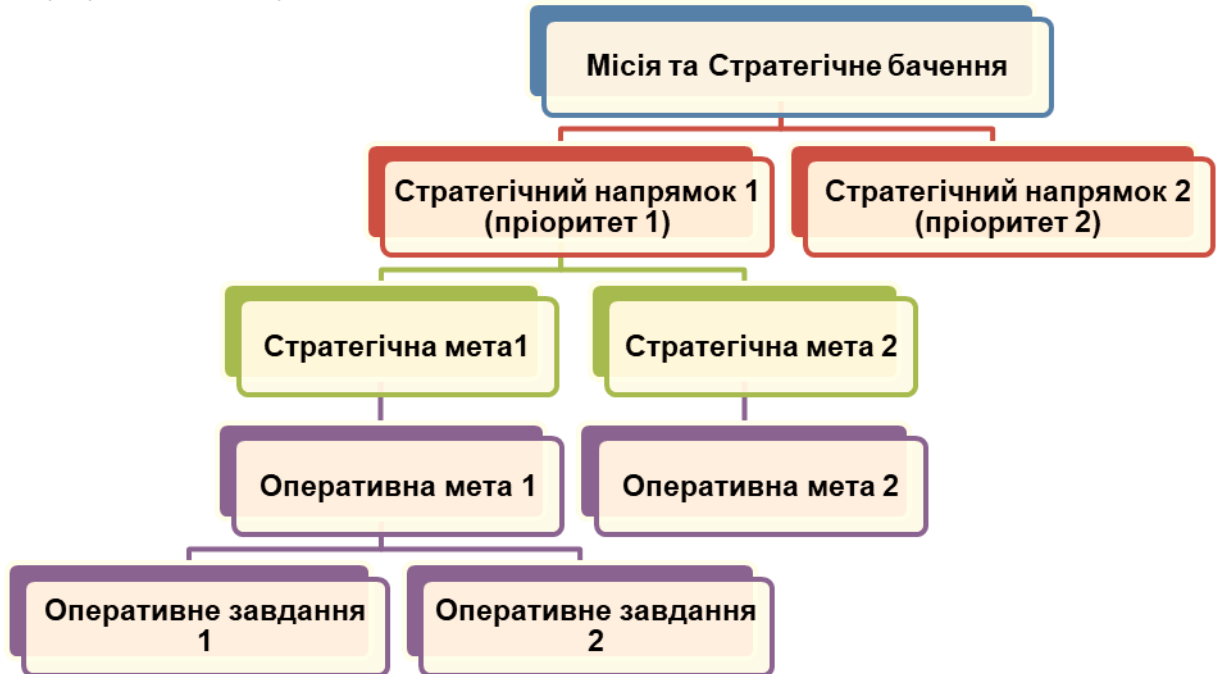 Місія та Стратегічне бачення
Стратегічний напрямок 1
(пріоритет 1)
Стратегічний напрямок 2
(пріоритет 2)
Стратегічна мета1
Стратегічна мета 2
Оперативна мета 1
Оперативна мета 2
Оперативне завдання
1
Оперативне завдання
2